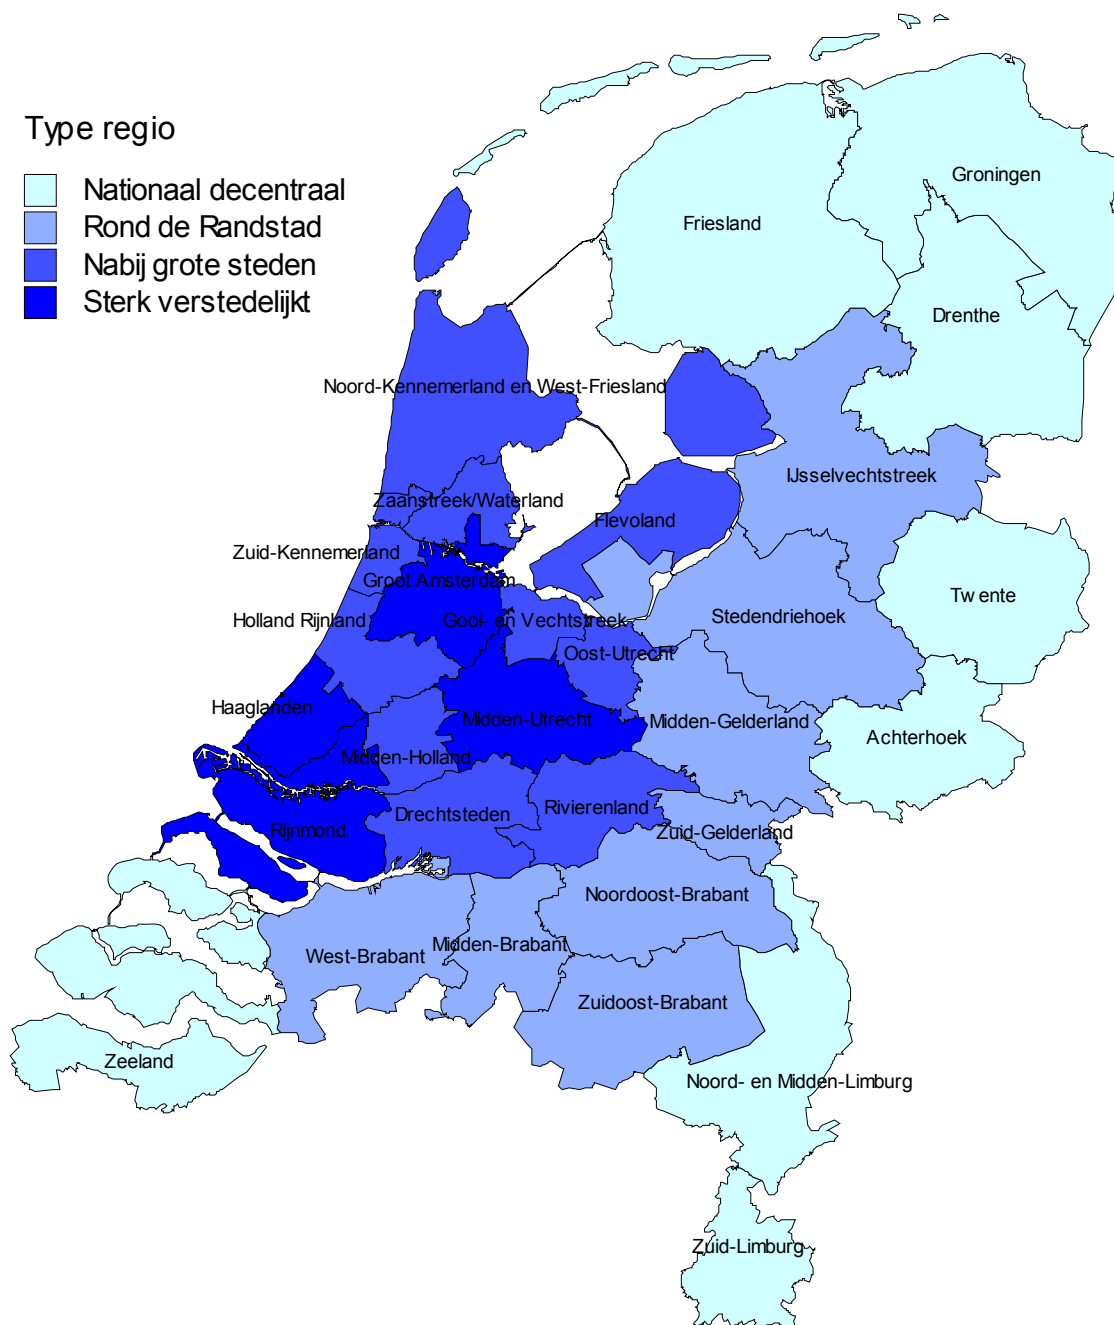 Type regio
Nationaal decentraal
Rond de Randstad
Nabij grote steden
Sterk verstedelijkt
Groningen
Friesland
Drenthe
Noord-Kennemerland en West-Friesland
IJsselvechtstreek
Zaanstreek/Waterland
Flevoland
Zuid-Kennemerland
Groot Amsterdam
Twente
Holland Rijnland
Gooi- en Vechtstreek
Stedendriehoek
Oost-Utrecht
Haaglanden
Midden-Utrecht
Midden-Gelderland
Achterhoek
Midden-Holland
Rijnmond
Drechtsteden
Rivierenland
Zuid-Gelderland
Noordoost-Brabant
West-Brabant
Midden-Brabant
Zuidoost-Brabant
Zeeland
Noord- en Midden-Limburg
Zuid-Limburg